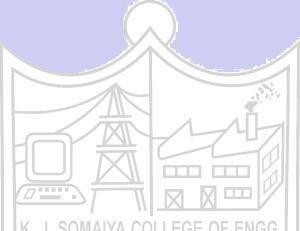 K. J. SOMAIYA COLLEGE OF ENGG